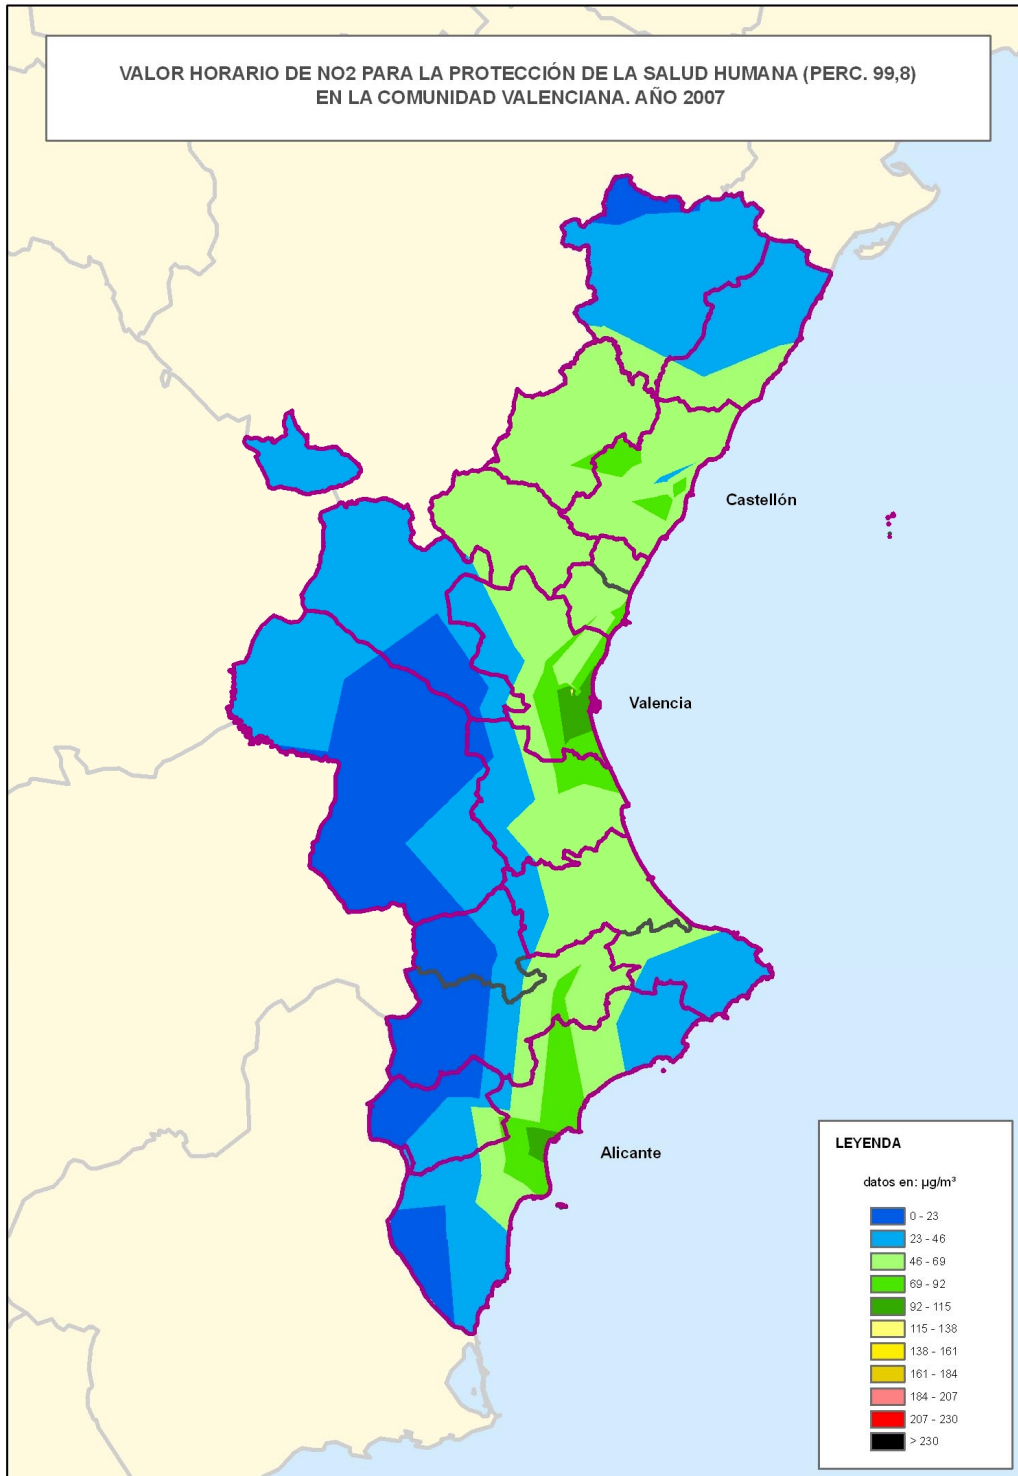 VALOR HORARIO DE NO2 PARA LA PROTECCIÓN DE LA SALUD HUMANA (PERC. 99,8)
EN LA COMUNIDAD VALENCIANA. AÑO 2007
Castellón
Valencia
Alicante
LEYENDA
datos en: µg/m³
0 - 23
23 - 46
46 - 69
69 - 92
92 - 115
115 - 138
138 - 161
161 - 184
184 - 207
207 - 230
> 230